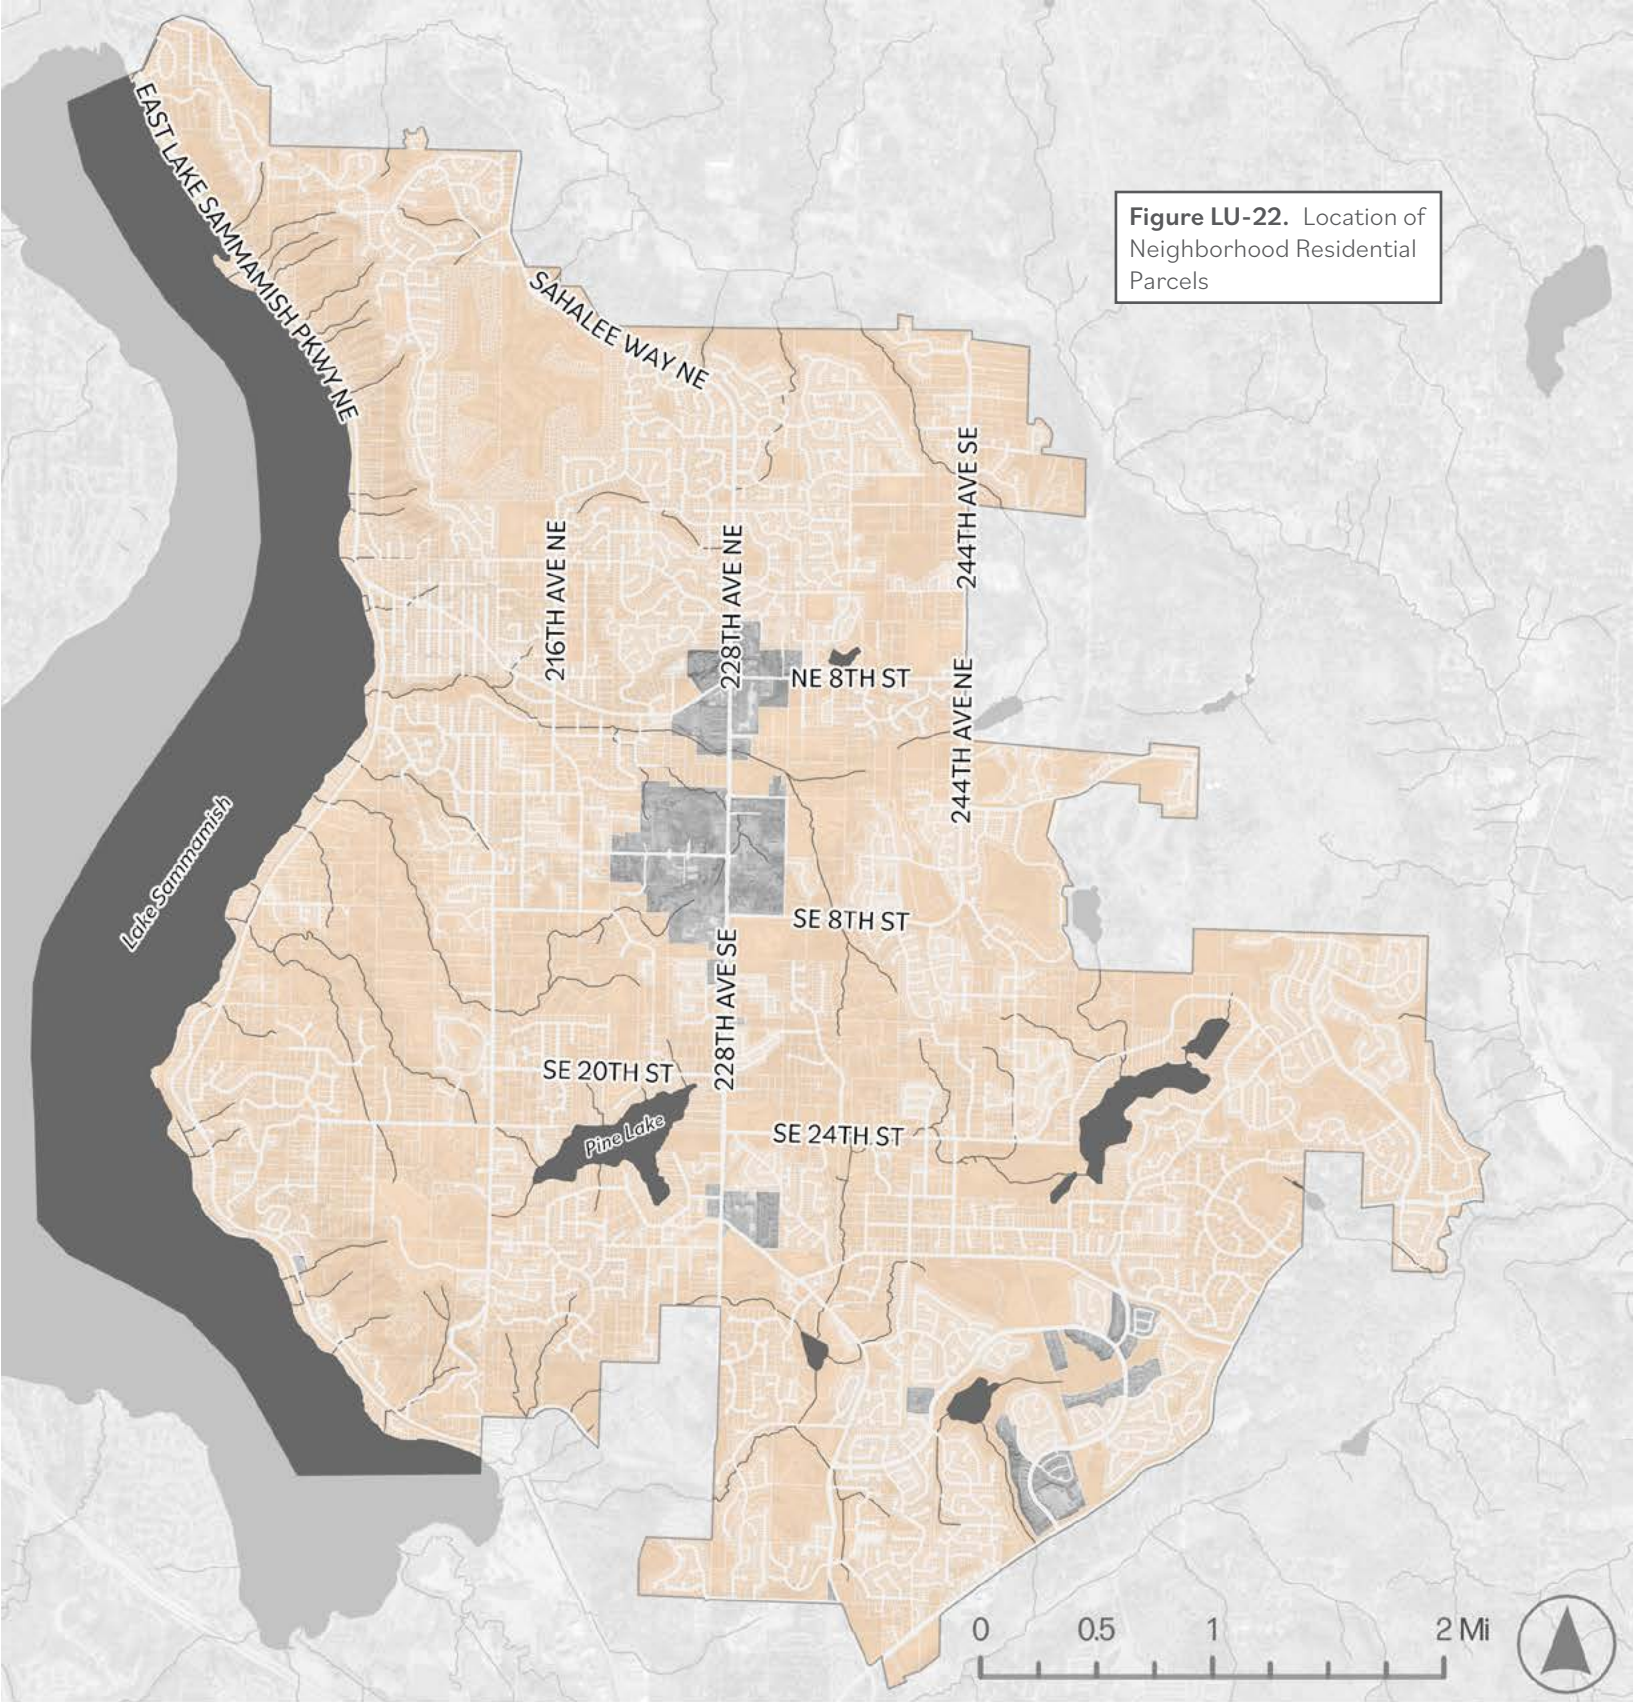 EAST LAKE SAMMAMISH PKWY NE
Figure LU-22. Location of
Neighborhood Residential
Parcels
SAHALEE WAY NE
244TH AVE SE
216TH AVE NE
228TH AVE NE
NE 8TH ST
244TH AVE NE
Lake Sammamish
SE 8TH ST
228TH AVE SE
SE 20TH ST
Pine Lake
SE 24TH ST
0 0.5 1 2 Mi